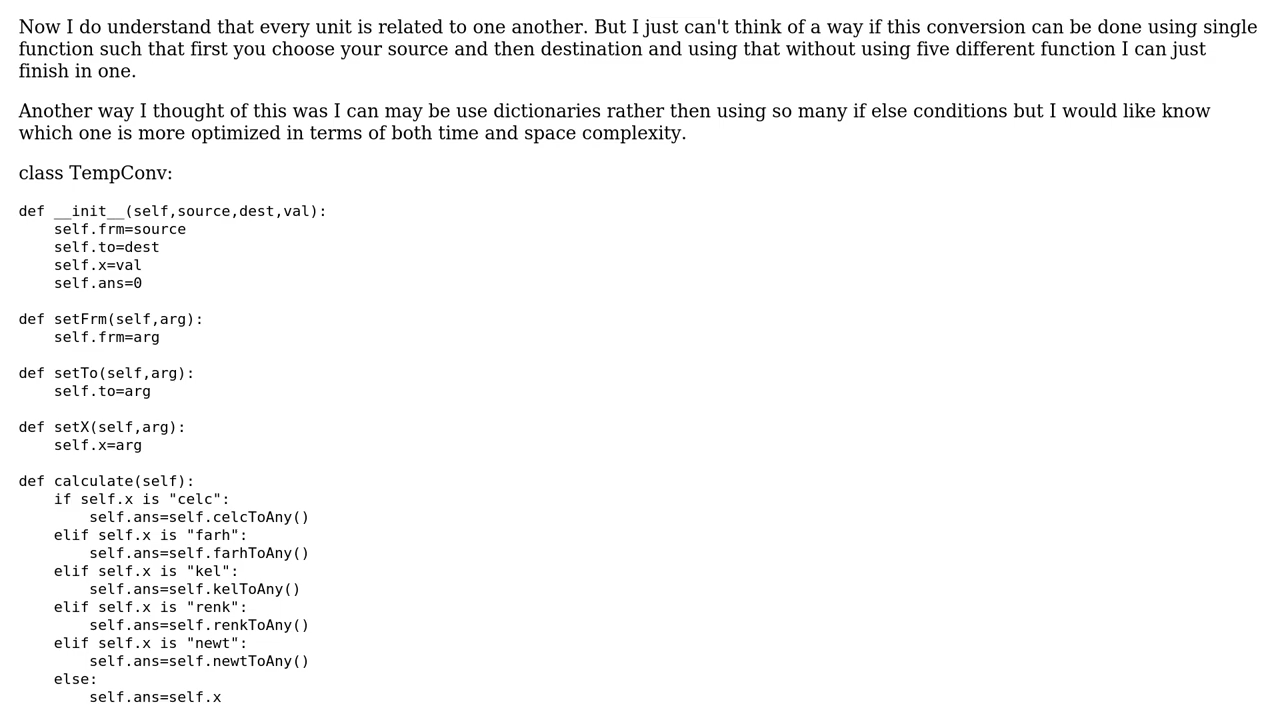 Now I do understand that every unit is related to one another. But I just can't think of a way if this conversion can be done using single
function such that first you choose your source and then destination and using that without using five different function I can just
finish in one.
Another way I thought of this was I can may be use dictionaries rather then using so many if else conditions but I would like know
which one is more optimized in terms of both time and space complexity.
class TempConv:
def __init__(self,source,dest,val):
    self.frm=source
    self.to=dest
    self.x=val
    self.ans=0
def setFrm(self,arg):
    self.frm=arg
def setTo(self,arg):
    self.to=arg
def setX(self,arg):
    self.x=arg
def calculate(self):
    if self.x is "celc":
        self.ans=self.celcToAny()
    elif self.x is "farh":
        self.ans=self.farhToAny()
    elif self.x is "kel":
        self.ans=self.kelToAny()
    elif self.x is "renk":
        self.ans=self.renkToAny()
    elif self.x is "newt":
        self.ans=self.newtToAny()
    else:
        self.ans=self.x